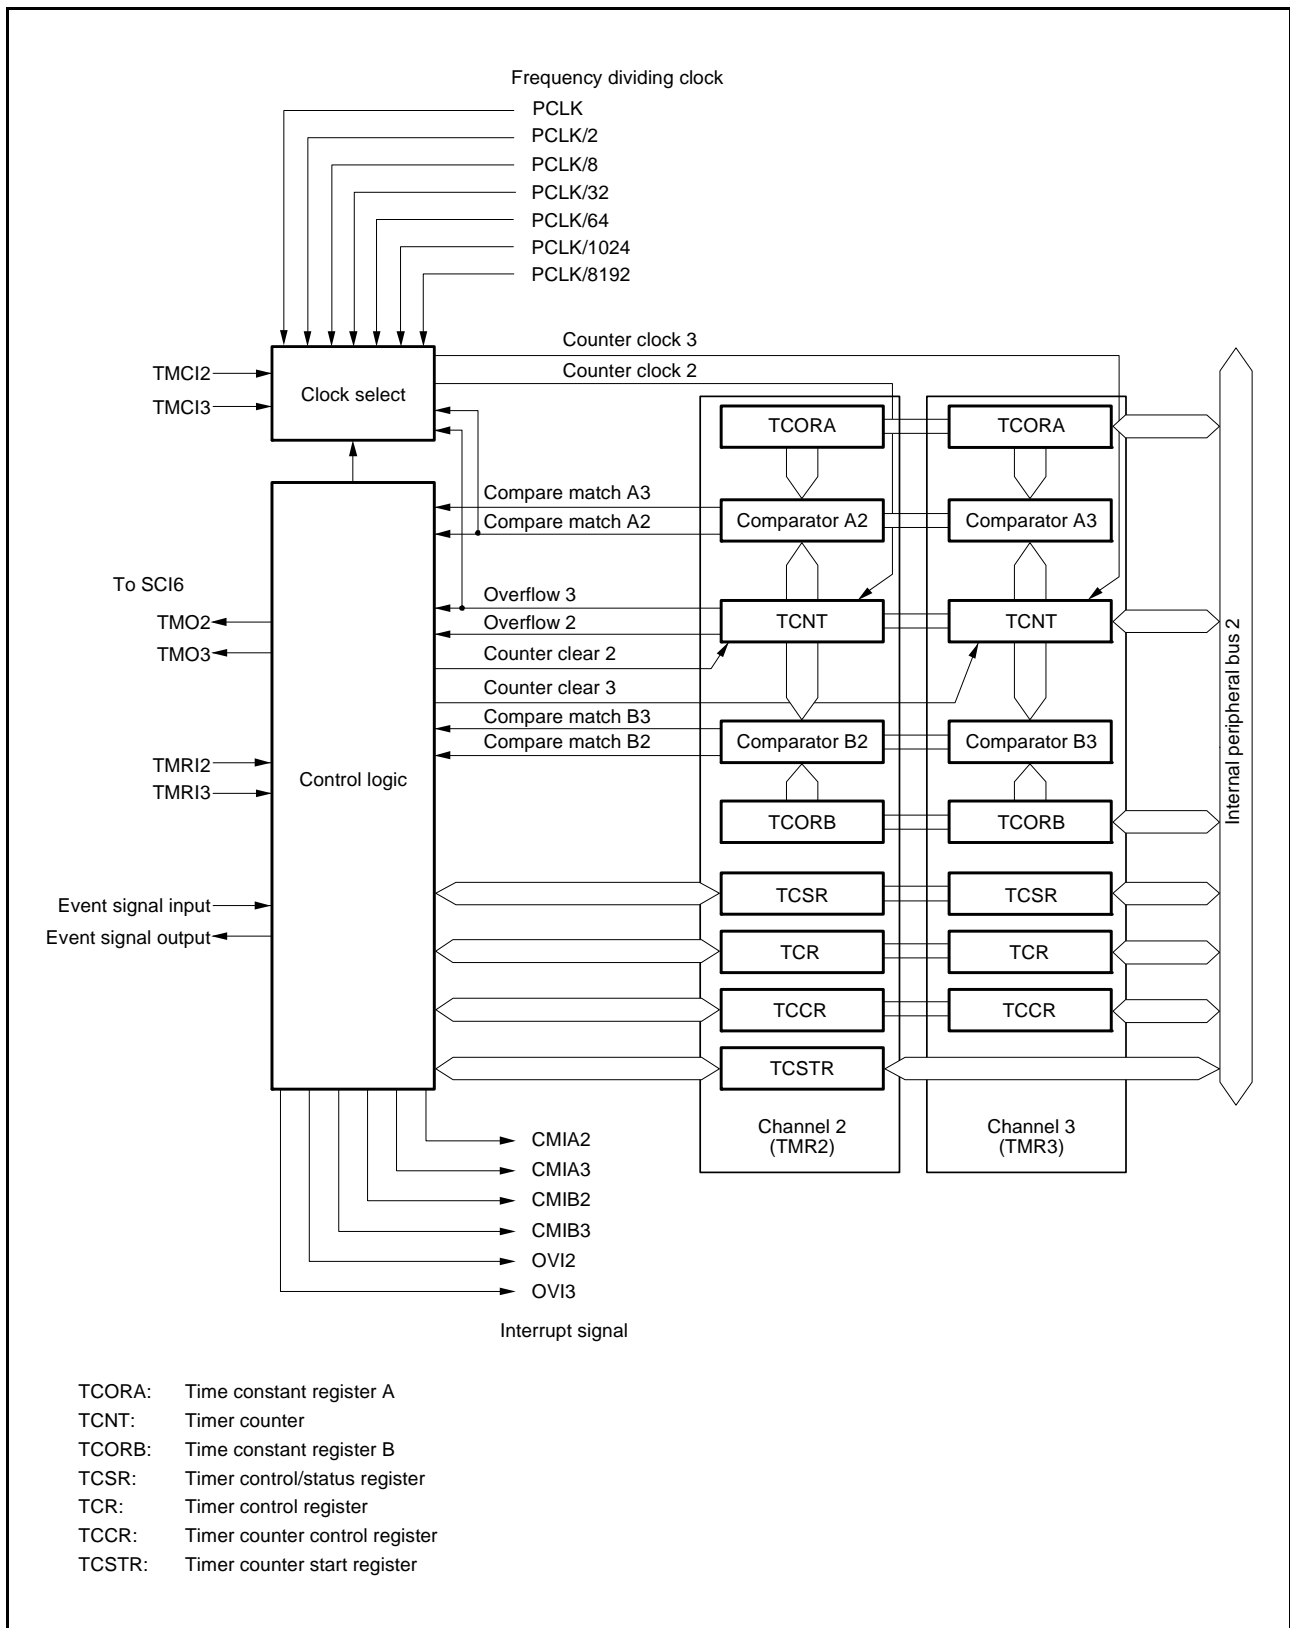 Frequency dividing clock
PCLK
PCLK/2
PCLK/8
PCLK/32
PCLK/64
PCLK/1024
PCLK/8192
Counter clock 3
Counter clock 2
TMCI2
TMCI3
Clock select
TCORA
TCORA
Compare match A3
Compare match A2
Comparator A2
Comparator A3
To SCI6
TMO2
TMO3
Overflow 3
Overflow 2
Counter clear 2
Counter clear 3
TCNT
TCNT
Compare match B3
Compare match B2
Comparator B2
Comparator B3
TMRI2
TMRI3
Control logic
TCORB
TCORB
Internal peripheral bus 2
Event signal input
Event signal output
TCSR
TCSR
TCR
TCR
TCCR
TCCR
TCSTR
Channel 2
(TMR2)
Channel 3
(TMR3)
CMIA2
CMIA3
CMIB2
CMIB3
OVI2
OVI3
Interrupt signal
TCORA: Time constant register A
TCNT: Timer counter
TCORB: Time constant register B
TCSR: Timer control/status register
TCR: Timer control register
TCCR: Timer counter control register
TCSTR: Timer counter start register